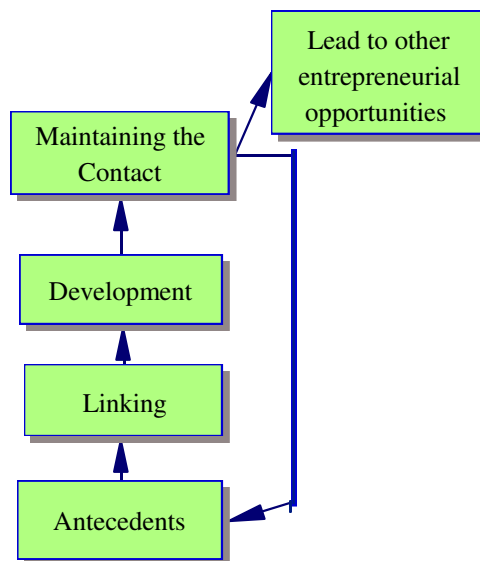 Lead to other
entrepreneurial
opportunities
Maintaining the
Contact
Development
Linking
Antecedents